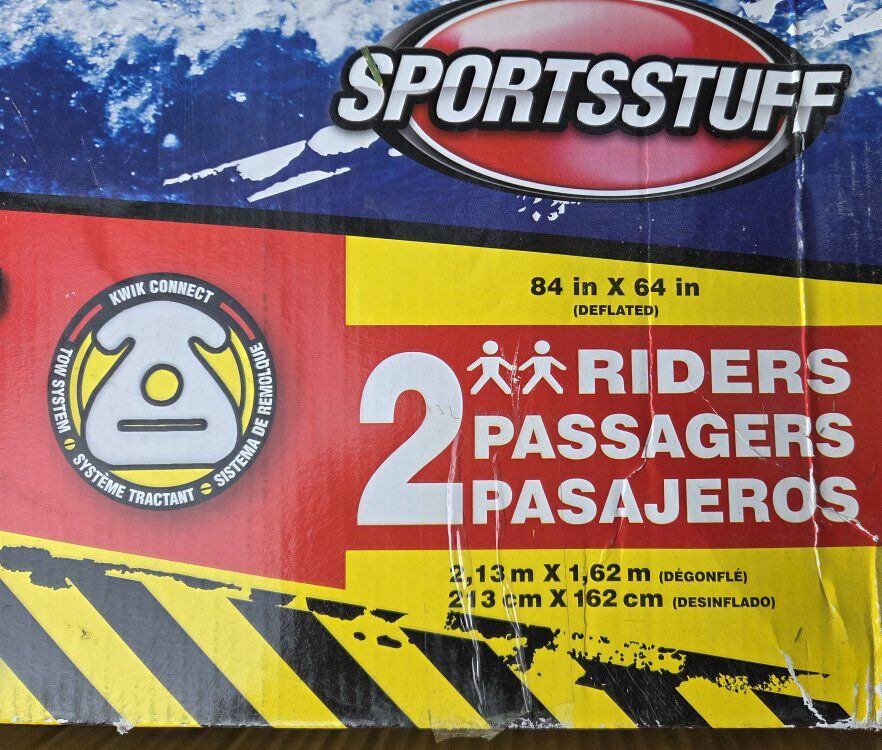 SPORTSSTUFF
84 in X 64 in
(DEFLATED)
KWIK CONNECT
TOW SYSTEM
SYSTÈME TRACTANT
SISTEMA DE REMOLQUE
2 RIDERS
PASSAGERS
PASAJEROS
2,13 m X 1,62 m (DÉGONFLÉ)
213 cm X 162 cm (DESINFLADO)